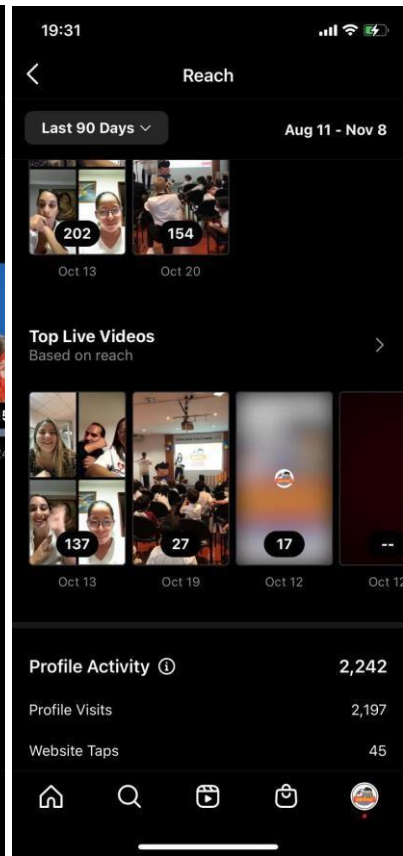 19:31
Reach
Last 90 Days
Aug 11 - Nov 8
202
154
Oct 13
Oct 20
Top Live Videos
Based on reach
137
27
17
--
Oct 13
Oct 19
Oct 12
Oct 12
Profile Activity
2,242
Profile Visits
2,197
Website Taps
45